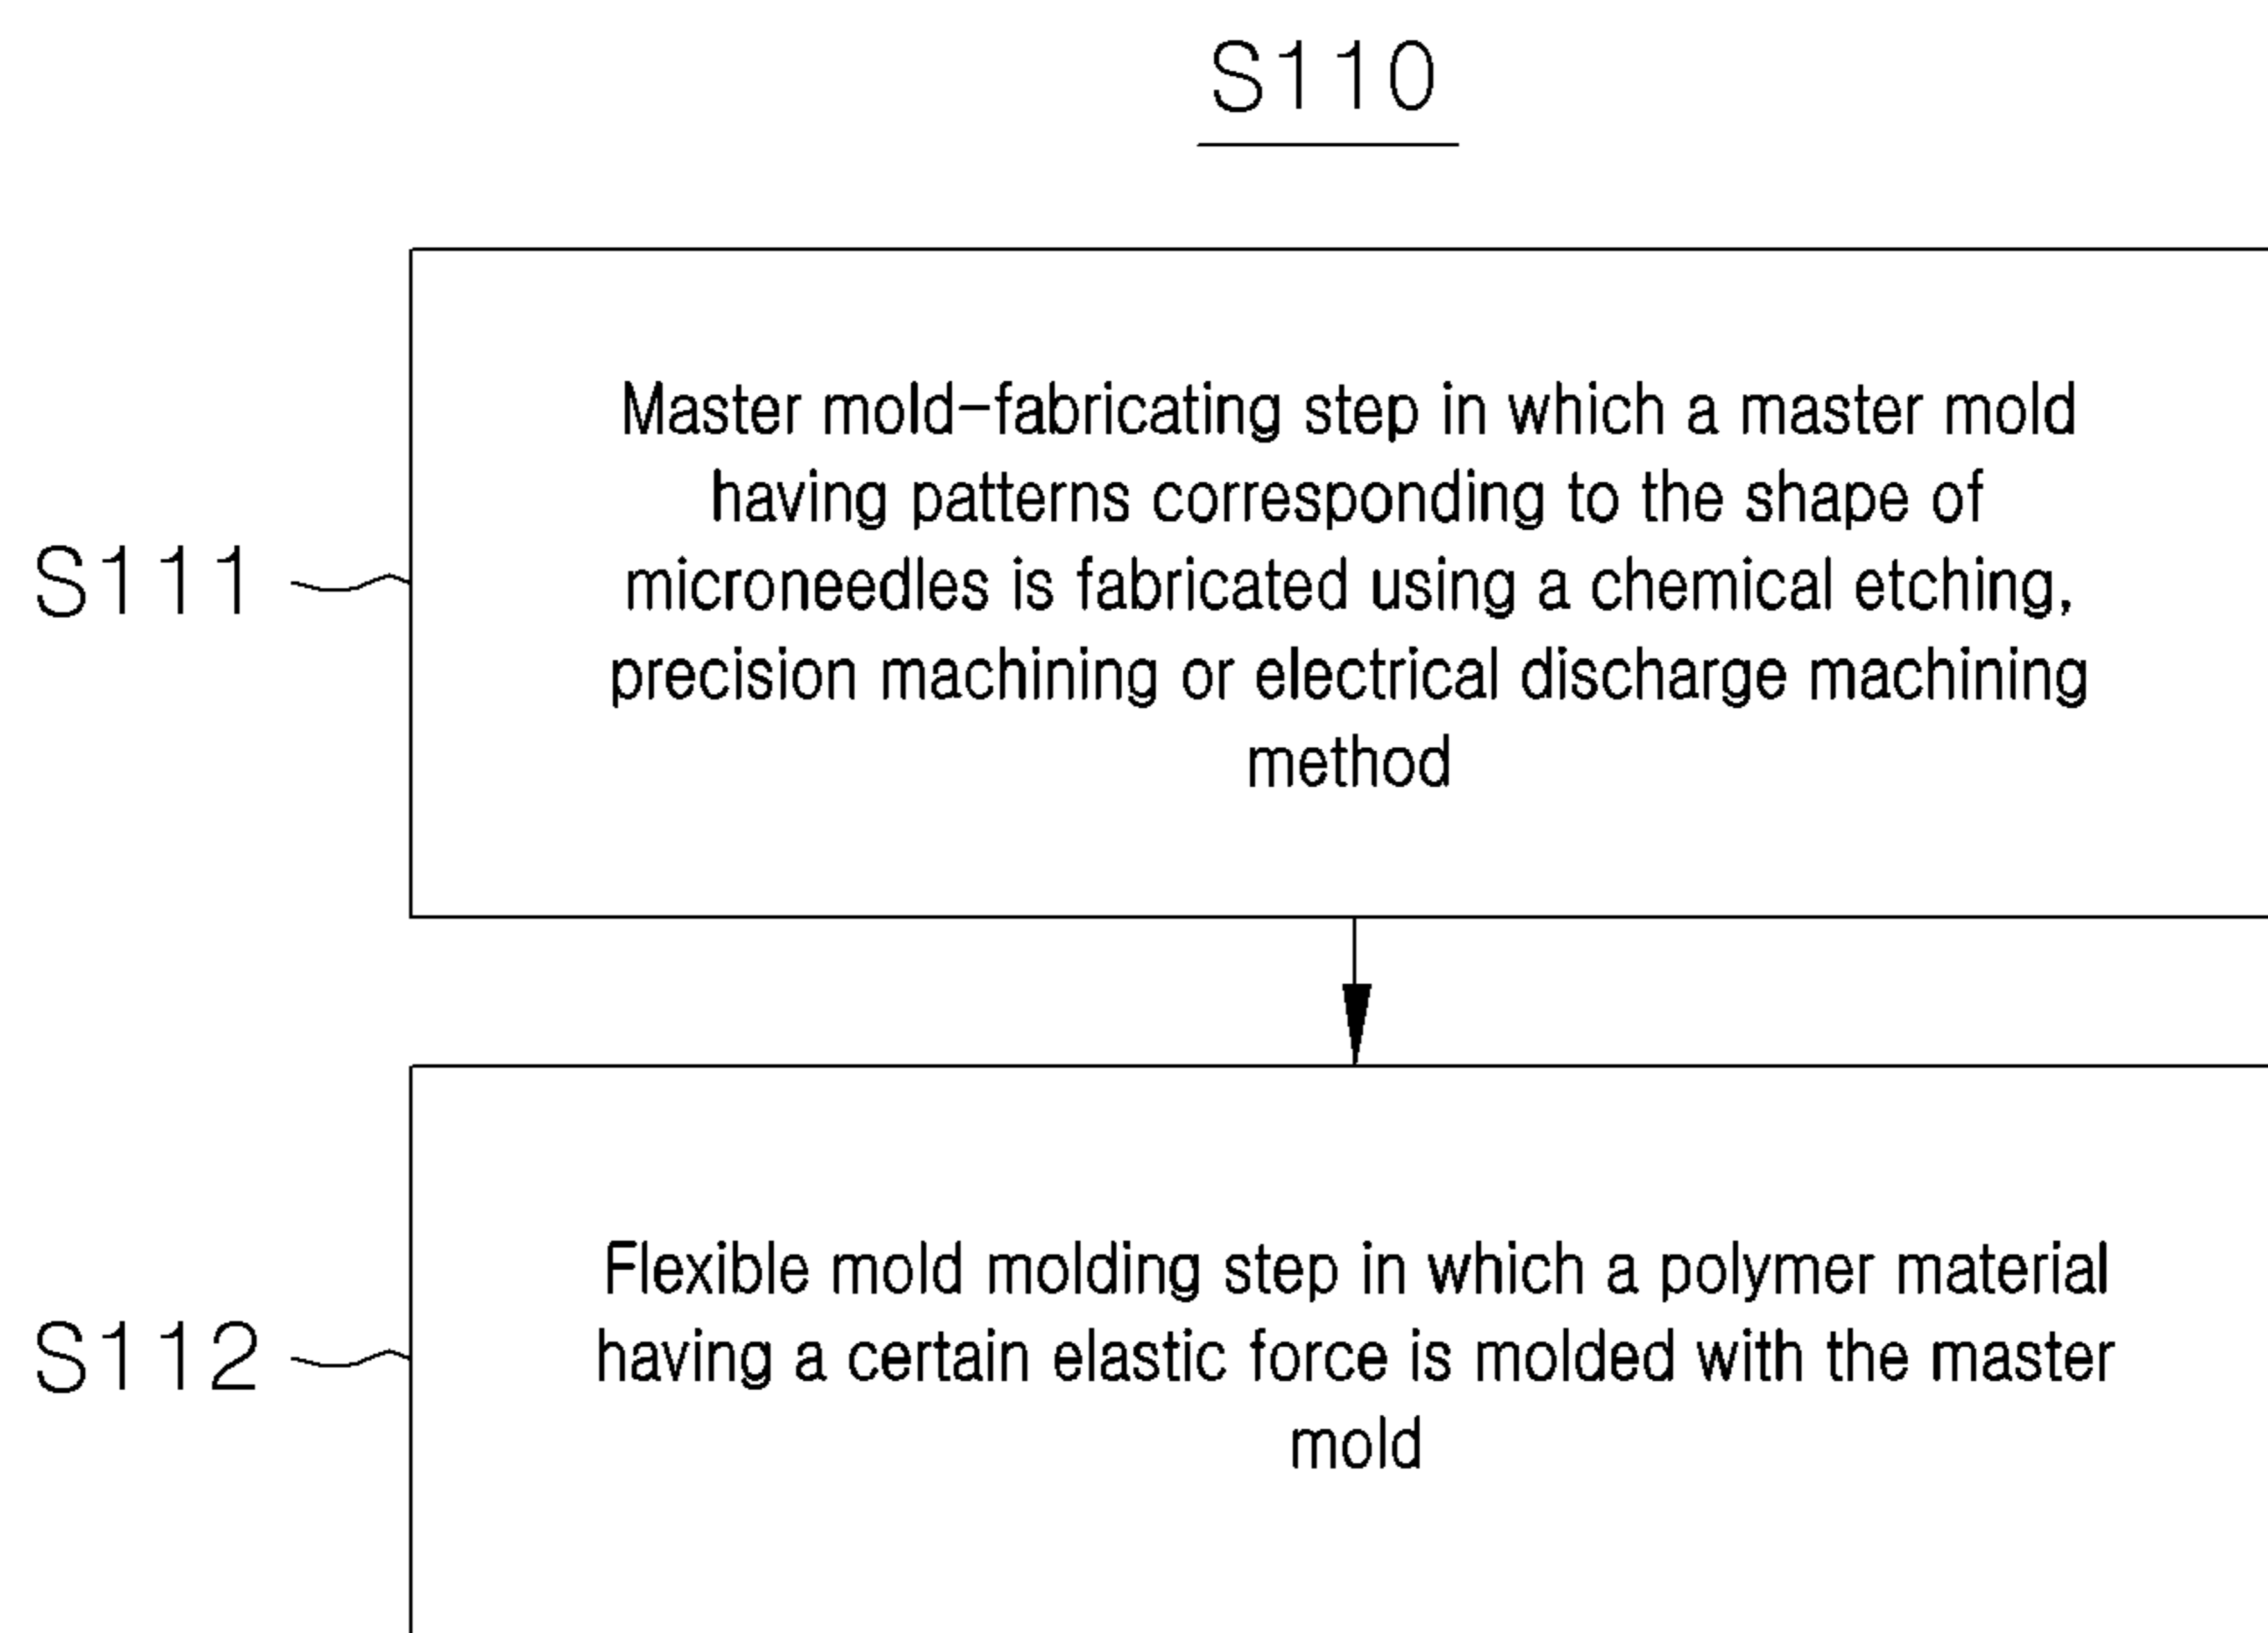 S110
Master mold-fabricating step in which a master mold
having patterns corresponding to the shape of
S111
microneedles is fabricated using a chemical etching,
precision machining or electrical discharge machining
method
Flexible mold molding step in which a polymer material
S112
having a certain elastic force is molded with the master
mold